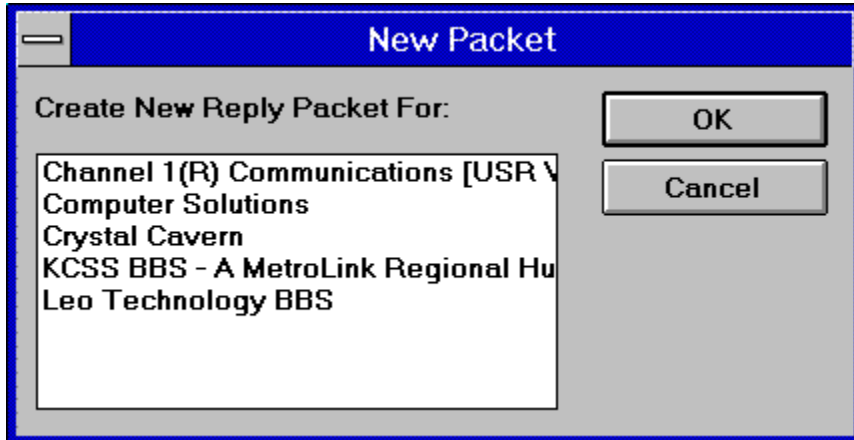 New Packet
Create New Reply Packet For:
OK
Cancel
Channel 1(R) Communications [USR
Computer Solutions
Crystal Cavern
KCSS BBS - A MetroLink Regional Hu
Leo Technology BBS